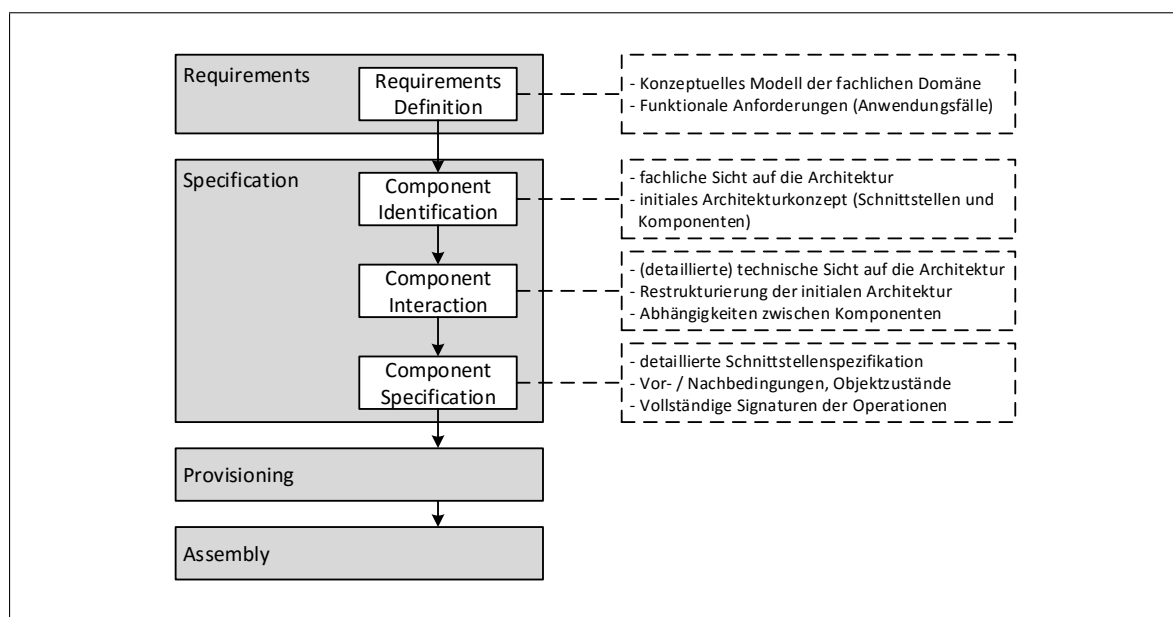 Requirements
Requirements
Definition
- Konzeptuelles Modell der fachlichen Domäne
- Funktionale Anforderungen (Anwendungsfälle)
Specification
Component
Identification
- fachliche Sicht auf die Architektur
- initiales Architekturkonzept (Schnittstellen und
Komponenten)
Component
Interaction
- (detaillierte) technische Sicht auf die Architektur
- Restrukturierung der initialen Architektur
- Abhängigkeiten zwischen Komponenten
Component
Specification
- detaillierte Schnittstellenspezifikation
- Vor- / Nachbedingungen, Objektzustände
- Vollständige Signaturen der Operationen
Provisioning
Assembly